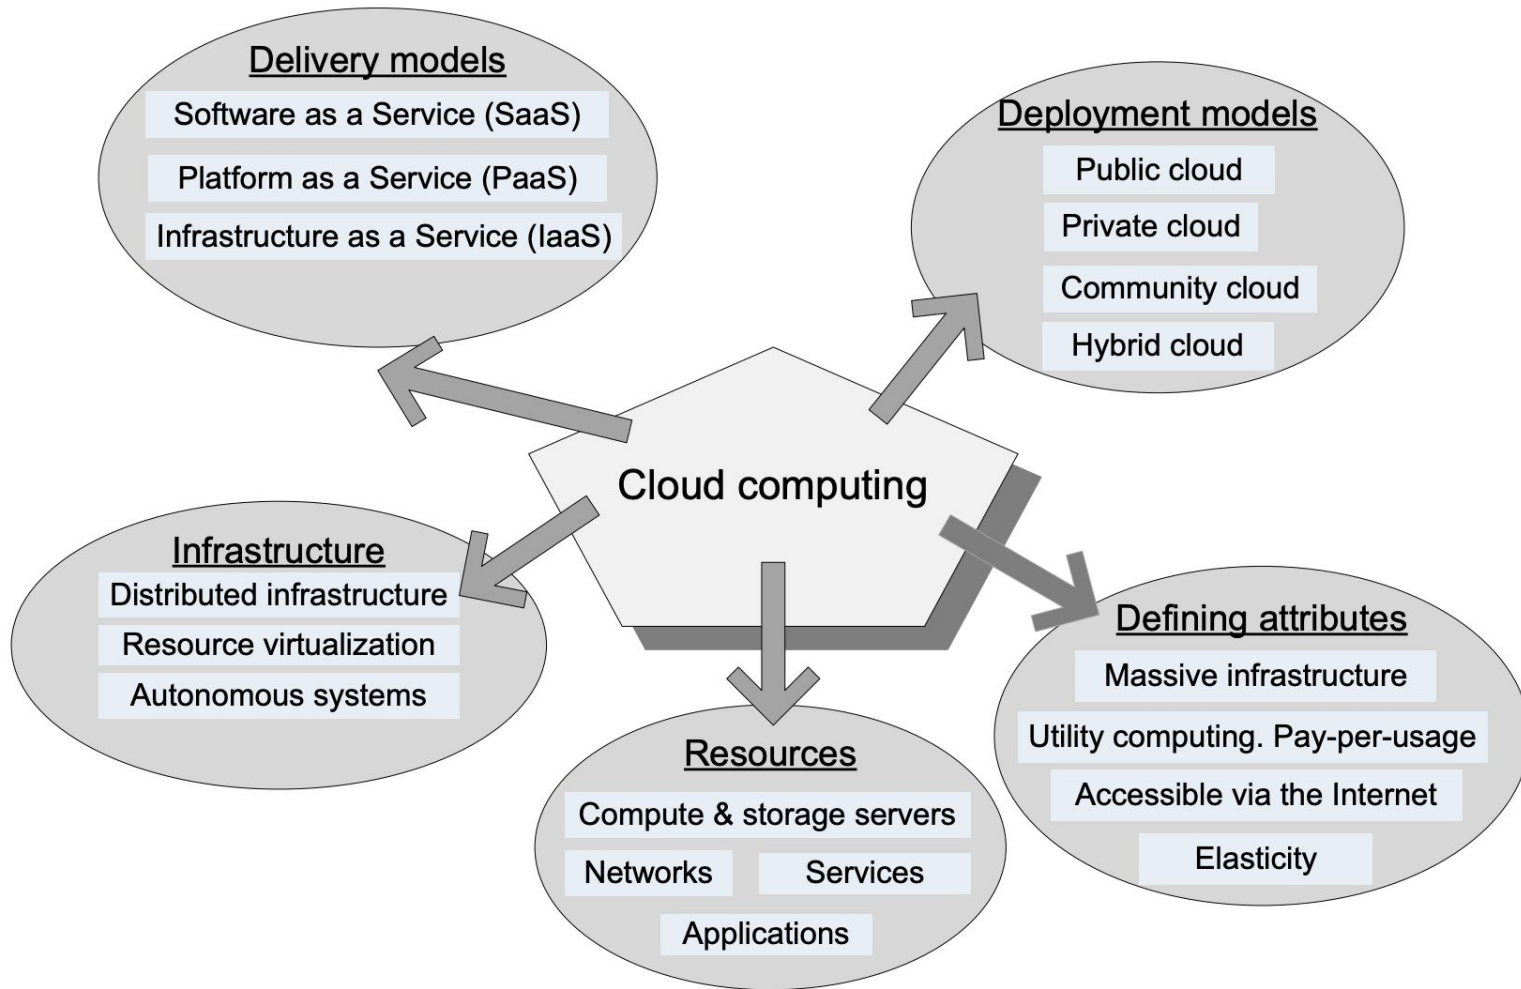 Delivery models
Software as a Service (SaaS)
Platform as a Service (PaaS)
Infrastructure as a Service (IaaS)
Deployment models
Public cloud
Private cloud
Community cloud
Hybrid cloud
Cloud computing
Infrastructure
Distributed infrastructure
Resource virtualization
Autonomous systems
Resources
Compute & storage servers
Networks Services
Applications
Defining attributes
Massive infrastructure
Utility computing. Pay-per-usage
Accessible via the Internet
Elasticity